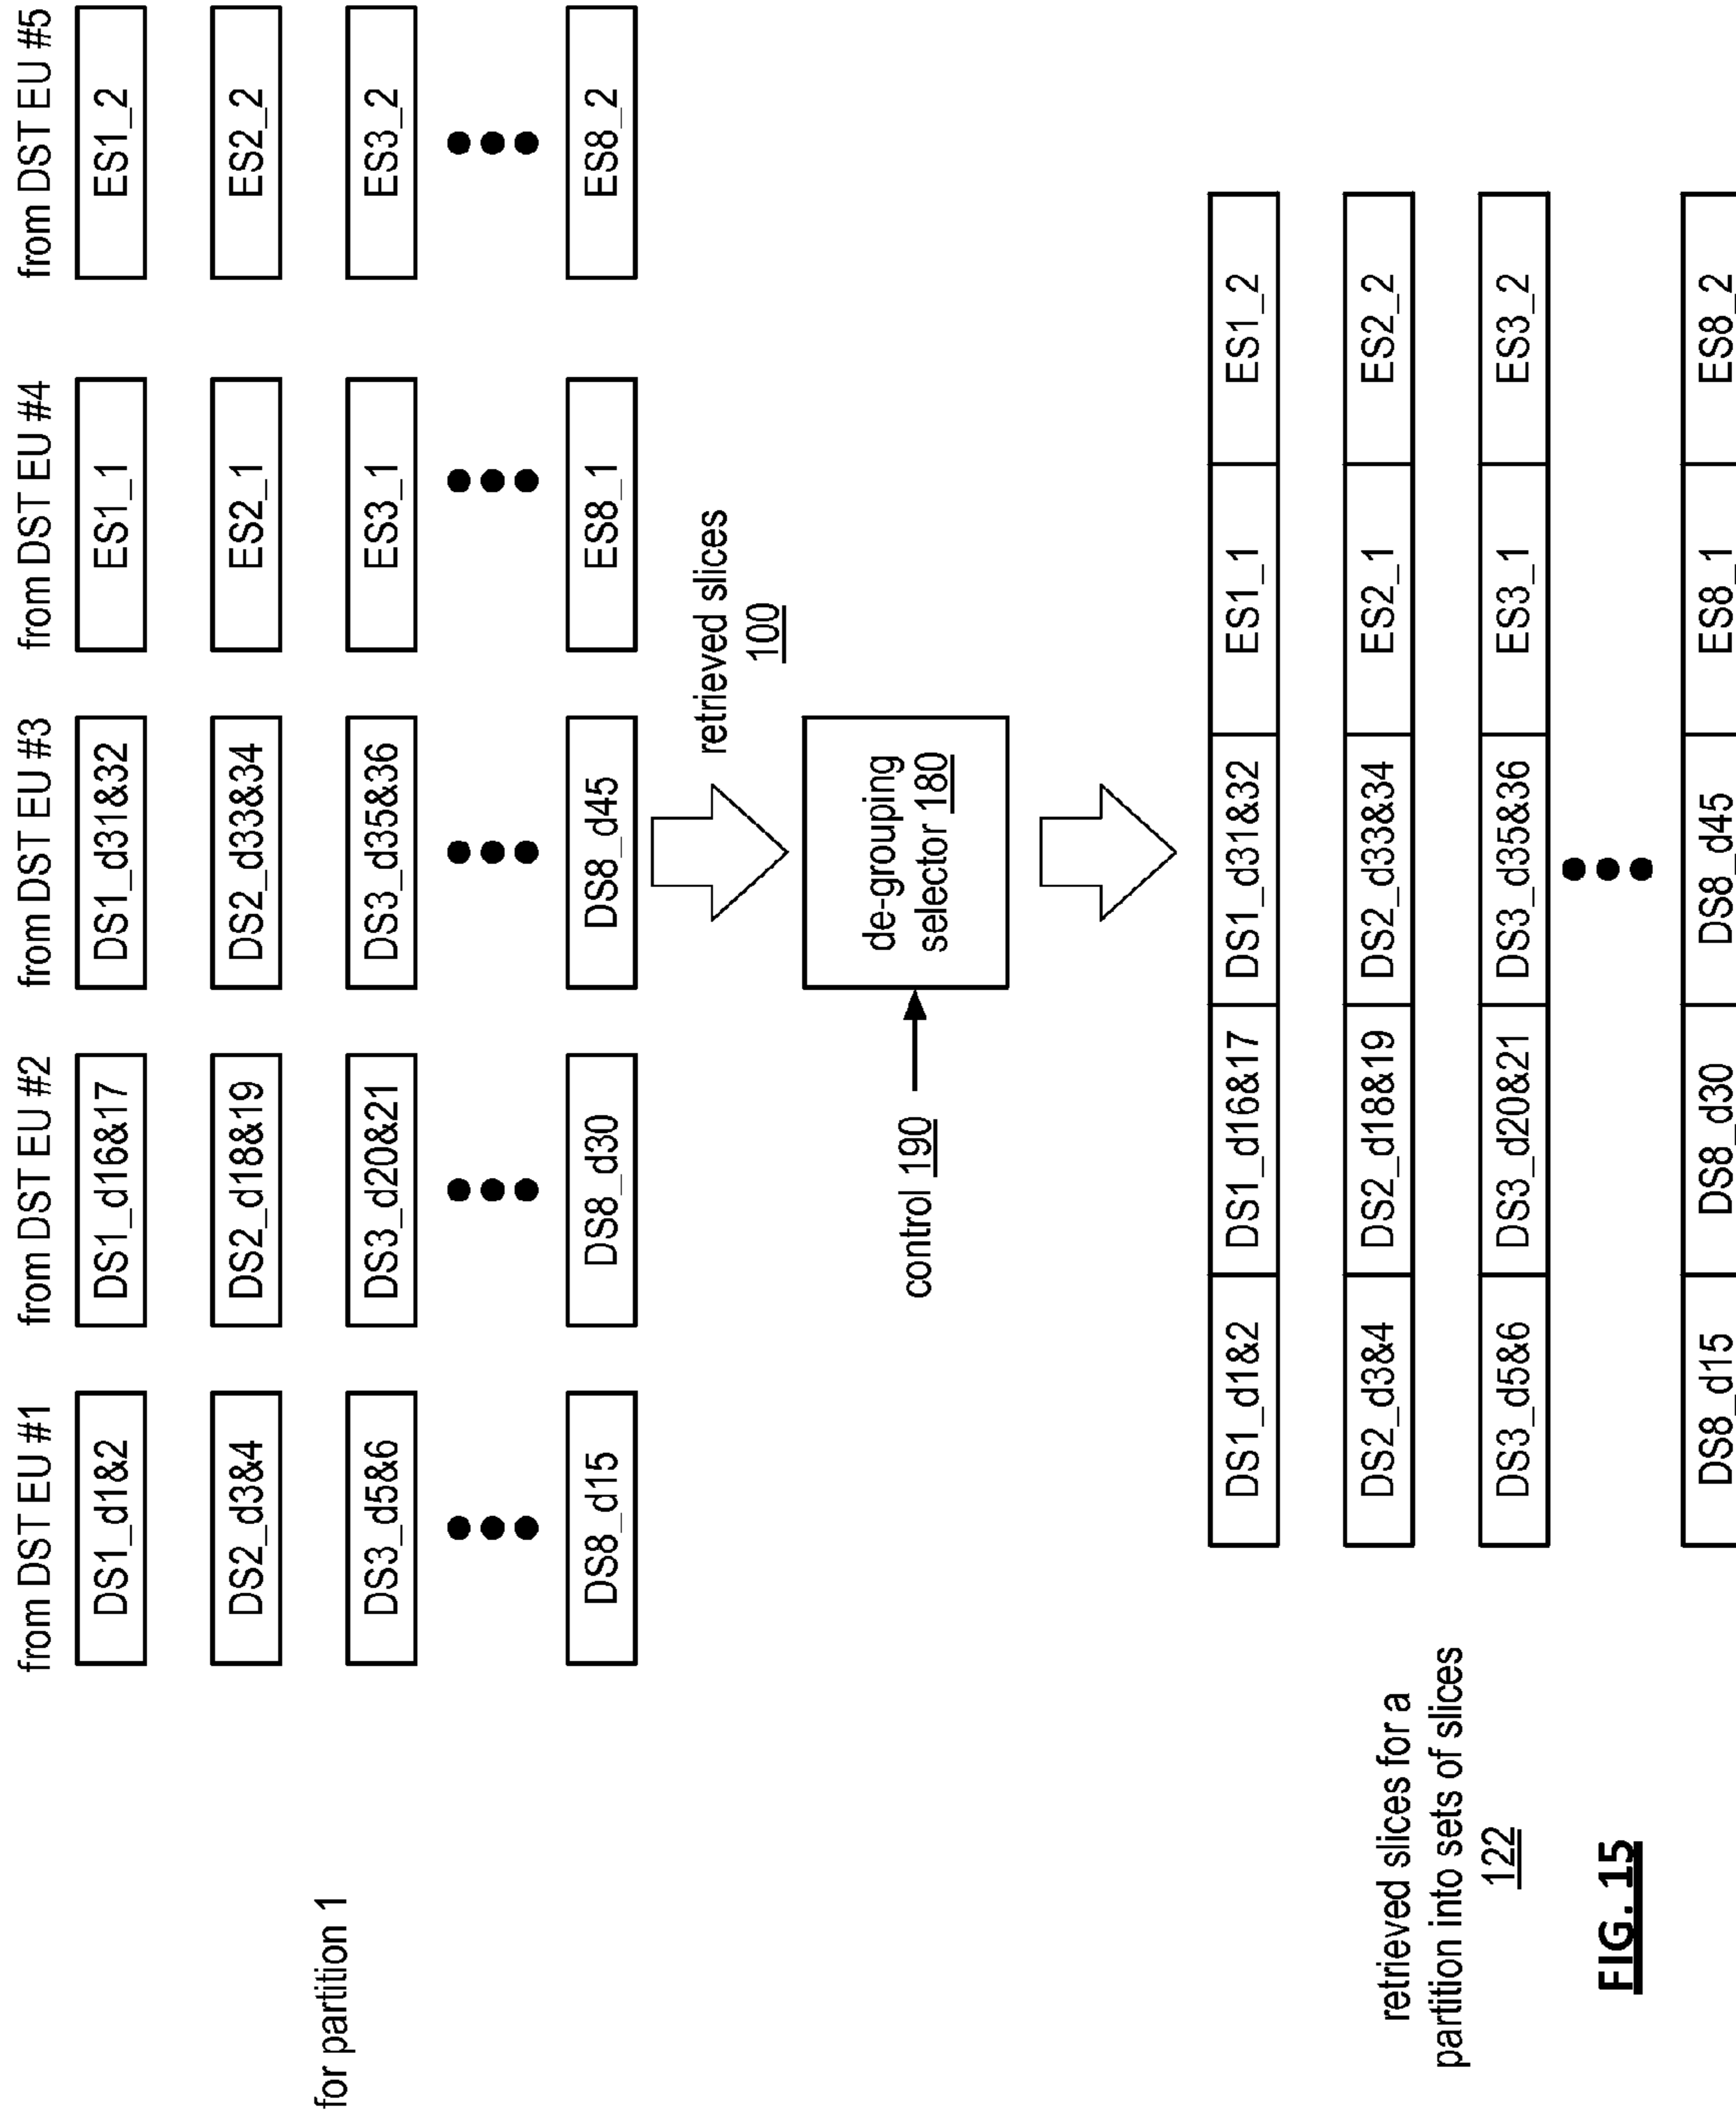 from DST EU #1
from DST EU #2
from DST EU #3
from DST EU #4
from DST EU #5
for partition 1
DS1_d1&2
DS1_d16&17
DS1_d31&32
ES1_1
ES1_2
DS2_d3&4
DS2_d18&19
DS2_d33&34
ES2_1
ES2_2
DS3_d5&6
DS3_d20&21
DS3_d35&36
ES3_1
ES3_2
DS8_d15
DS8_d30
DS8_d45
ES8_1
ES8_2
retrieved slices
100
control 190
de-grouping
selector 180
retrieved slices for a
partition into sets of slices
122
DS1_d1&2
DS1_d16&17
DS1_d31&32
ES1_1
ES1_2
DS2_d3&4
DS2_d18&19
DS2_d33&34
ES2_1
ES2_2
DS3_d5&6
DS3_d20&21
DS3_d35&36
ES3_1
ES3_2
DS8_d15
DS8_d30
DS8_d45
ES8_1
ES8_2
FIG. 15